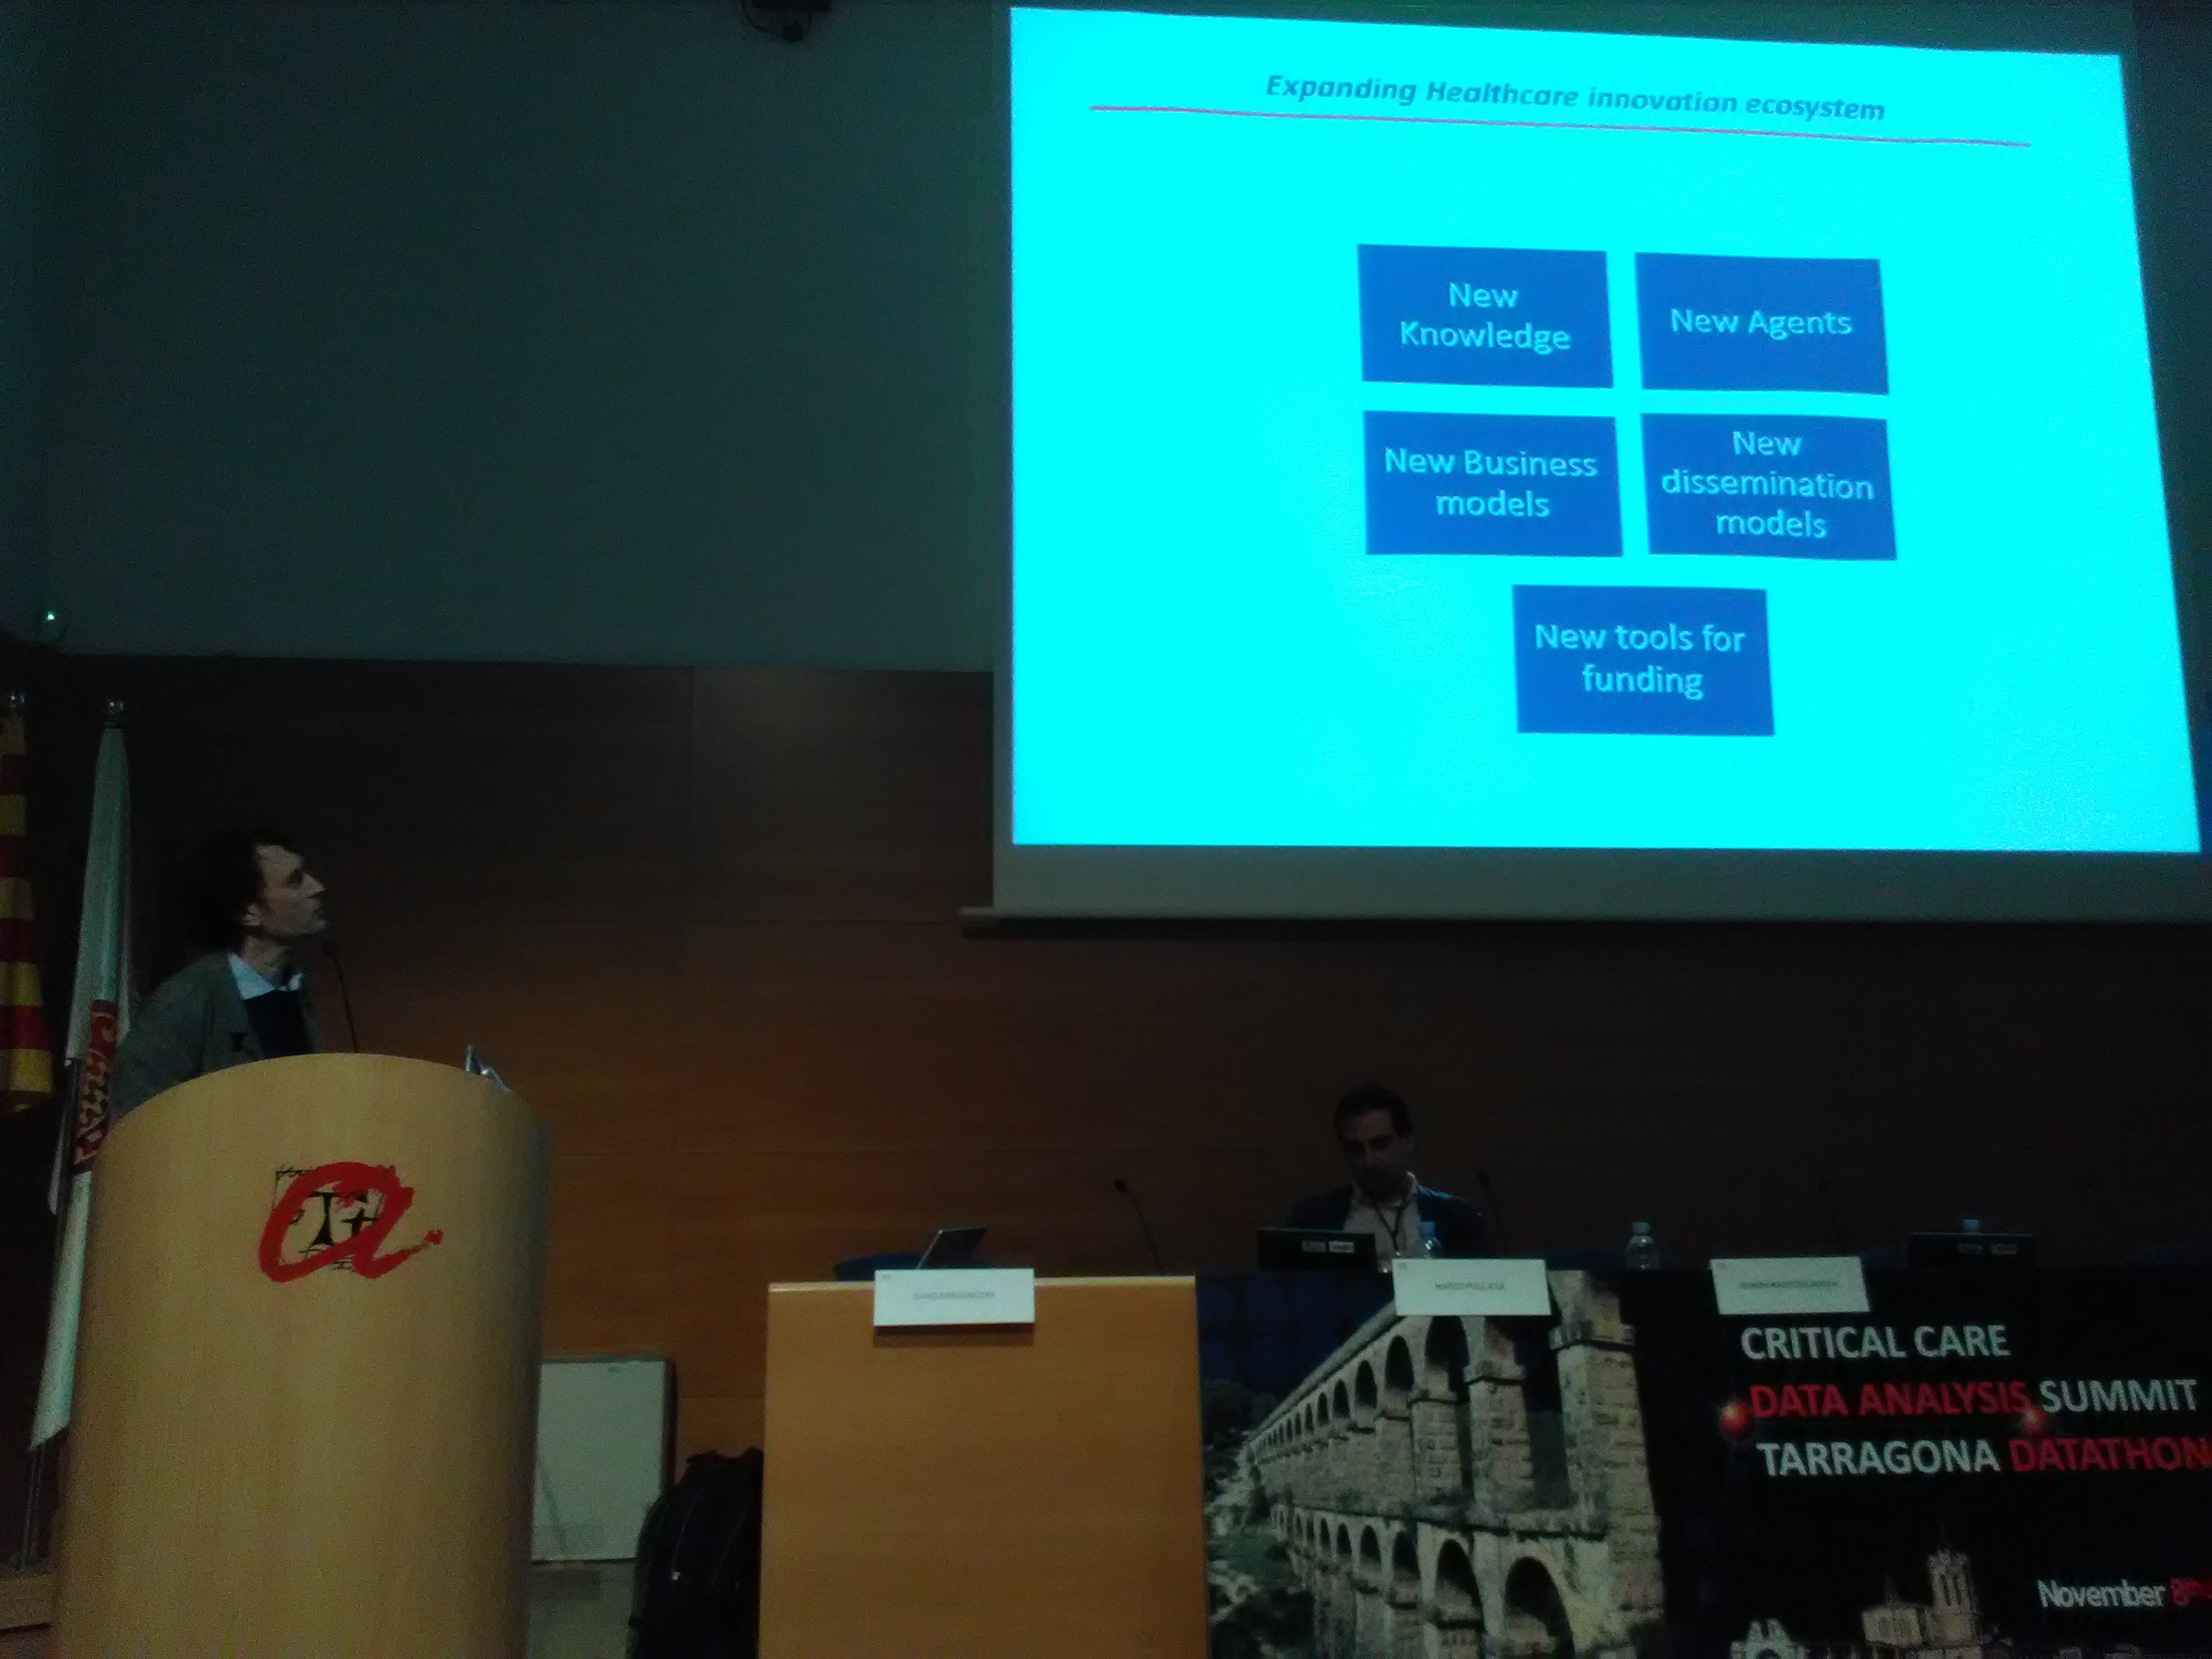 Expanding Healthcare innovation ecosystem
New
Knowledge
New Agents
New Business
models
New
dissemination
models
New tools for
funding
CRITICAL CARE
DATA ANALYSIS SUMMIT
TARRAGONA DATATHON
November 8th